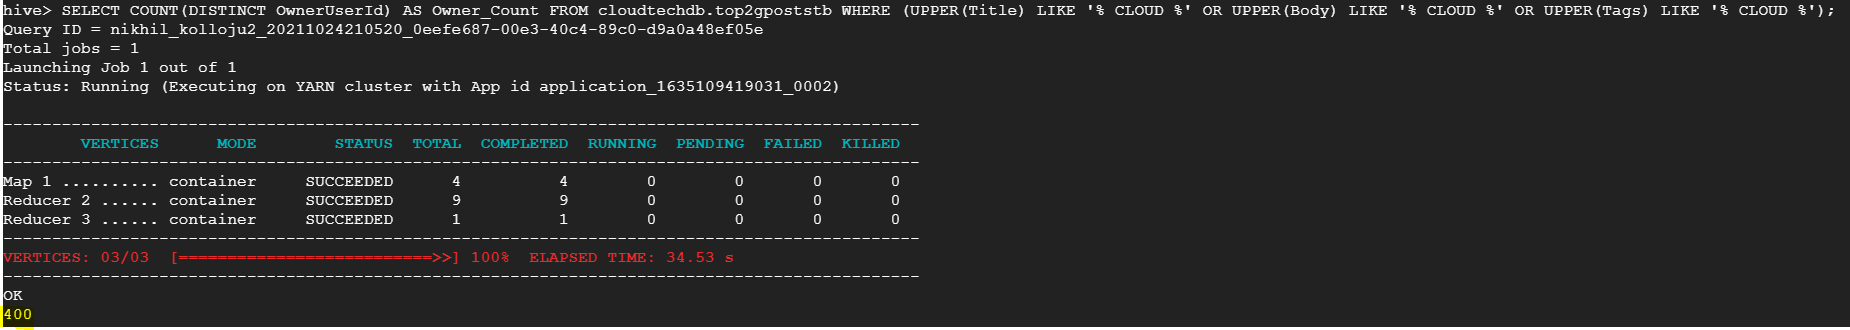 hive> SELECT COUNT(DISTINCT OwnerUserId) AS Owner_Count FROM cloudtechdb.top2gpoststb WHERE (UPPER(Title) LIKE '% CLOUD %' OR UPPER(Body) LIKE '% CLOUD %' OR UPPER(Tags) LIKE '% CLOUD %');
Query ID = nikhil_kolloju2_20211024210520_0eefe687-00e3-40c4-89c0-d9a0a48ef05e
Total jobs = 1
Launching Job 1 out of 1
Status: Running (Executing on YARN cluster with App id application_1635109419031_0002)
----------------------------------------------------------------------------------------------
        VERTICES      MODE        STATUS  TOTAL  COMPLETED  RUNNING  PENDING  FAILED  KILLED
----------------------------------------------------------------------------------------------
Map 1 .......... container     SUCCEEDED      4          4        0        0       0       0
Reducer 2 ...... container     SUCCEEDED      9          9        0        0       0       0
Reducer 3 ...... container     SUCCEEDED      1          1        0        0       0       0
----------------------------------------------------------------------------------------------
VERTICES: 03/03  [==========================>>] 100%  ELAPSED TIME: 34.53 s
----------------------------------------------------------------------------------------------
OK
400